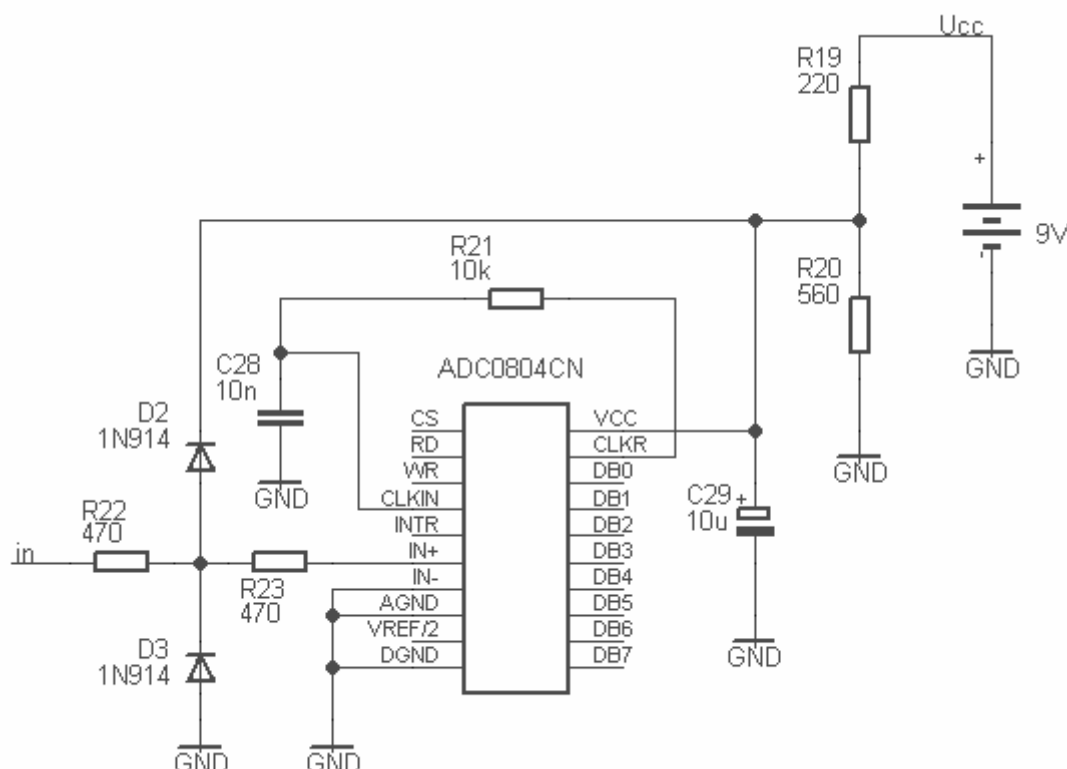 Ucc
R19
220
+
9V
-
R21
10k
R20
560
GND
C28
10n
ADC0804CN
D2
1N914
CS
VCC
RD
CLKR
WR
DB0
GND
CLKIN
DB1
C29
10u
+
GND
R22
470
INTR
DB2
in
IN+
DB3
R23
470
IN-
DB4
AGND
DB5
VREF/2
DB6
DGND
DB7
D3
1N914
GND
GND
GND